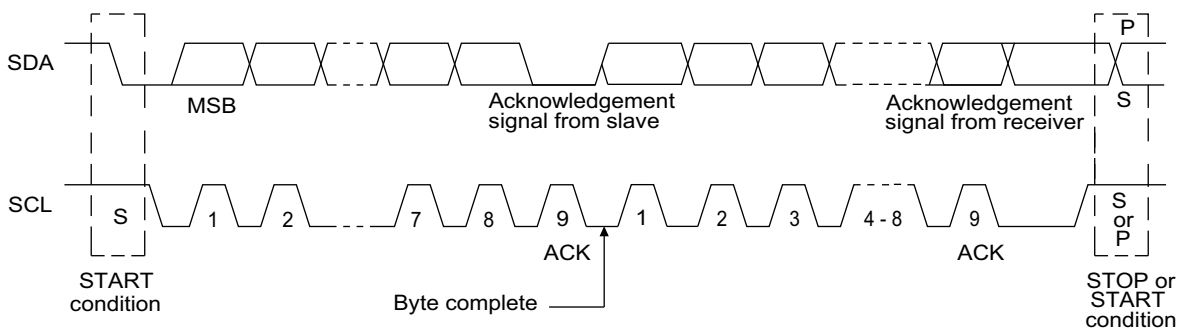 P
SDA
MSB
Acknowledgement
signal from slave
Acknowledgement
signal from receiver
S
SCL
S
1
2
7
8
9
1
2
3
4 - 8
9
S
or
P
ACK
ACK
START
condition
Byte complete
STOP or
START
condition